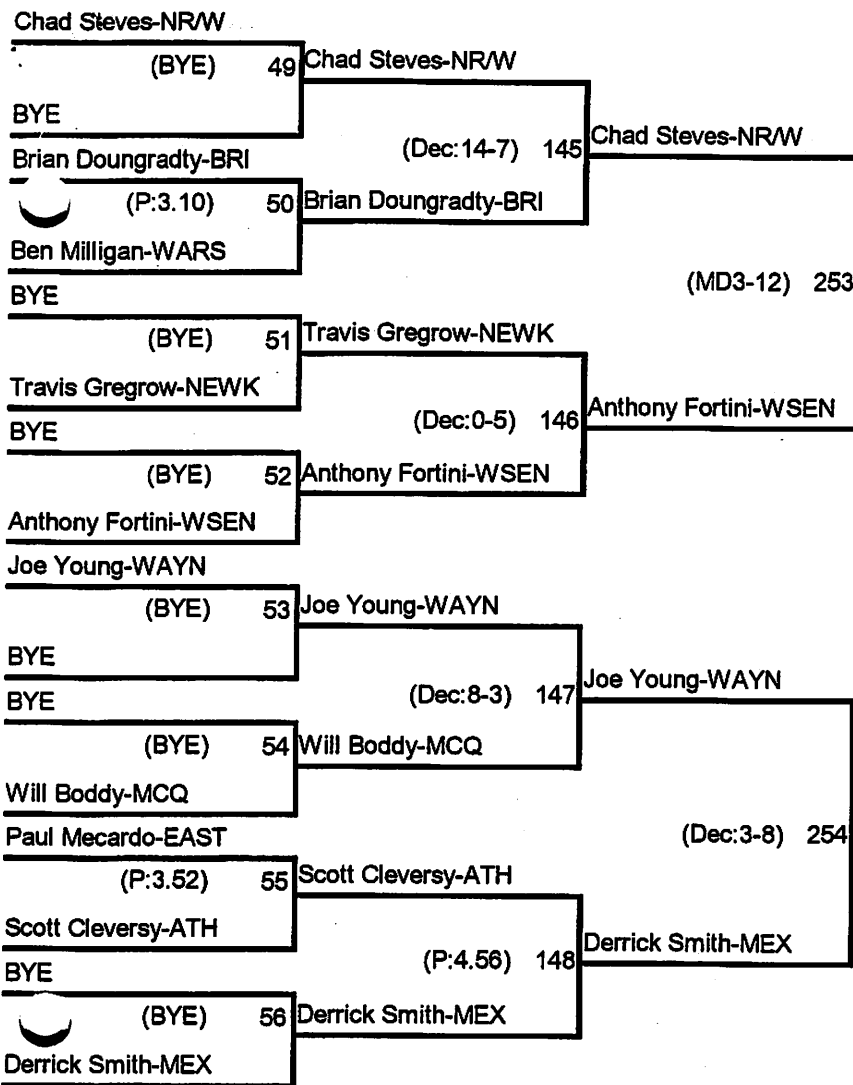 Chad Steves-NR/W
(BYE) 49 Chad Steves-NR/W
BYE
(Dec:14-7) 145 Chad Steves-NR/W
Brian Doungradty-BRI
(P:3.10) 50 Brian Doungradty-BRI
Ben Milligan-WARS
(MD3-12) 253
BYE
(BYE) 51 Travis Gregrow-NEWK
Travis Gregrow-NEWK
(Dec:0-5) 146 Anthony Fortini-WSEN
BYE
(BYE) 52 Anthony Fortini-WSEN
Anthony Fortini-WSEN
Joe Young-WAYN
(BYE) 53 Joe Young-WAYN
BYE
(Dec:8-3) 147 Joe Young-WAYN
BYE
(BYE) 54 Will Boddy-MCQ
Will Boddy-MCQ
(Dec:3-8) 254
Paul Mecardo-EAST
(P:3.52) 55 Scott Cleversy-ATH
Scott Cleversy-ATH
(P:4.56) 148 Derrick Smith-MEX
BYE
(BYE) 56 Derrick Smith-MEX
Derrick Smith-MEX